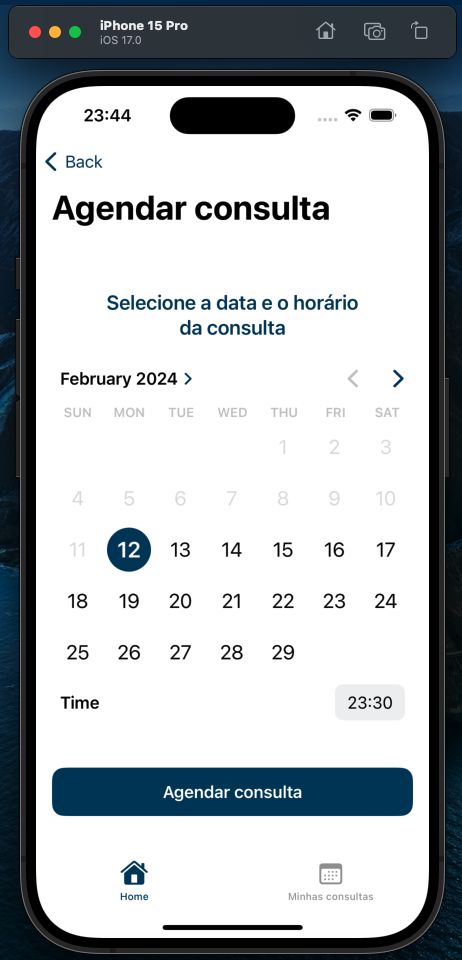 iPhone 15 Pro
iOS 17.0
23:44
Back
Agendar consulta
Selecione a data e o horário
da consulta
February 2024
SUN MON TUE WED THU FRI SAT
1 2 3
4 5 6 7 8 9 10
11 12 13 14 15 16 17
18 19 20 21 22 23 24
25 26 27 28 29
Time 23:30
Agendar consulta
Home Minhas consultas